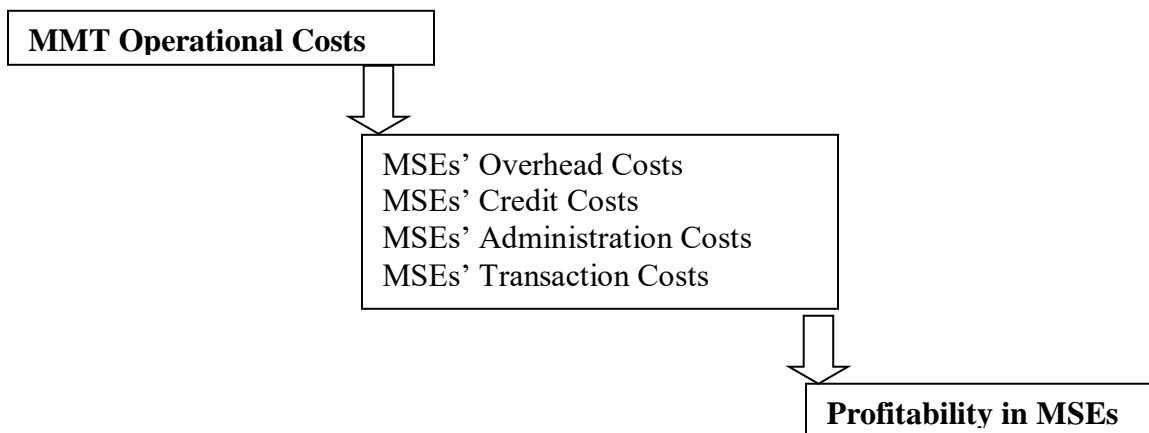 MMT Operational Costs
MSEs’ Overhead Costs
MSEs’ Credit Costs
MSEs’ Administration Costs
MSEs’ Transaction Costs
Profitability in MSEs